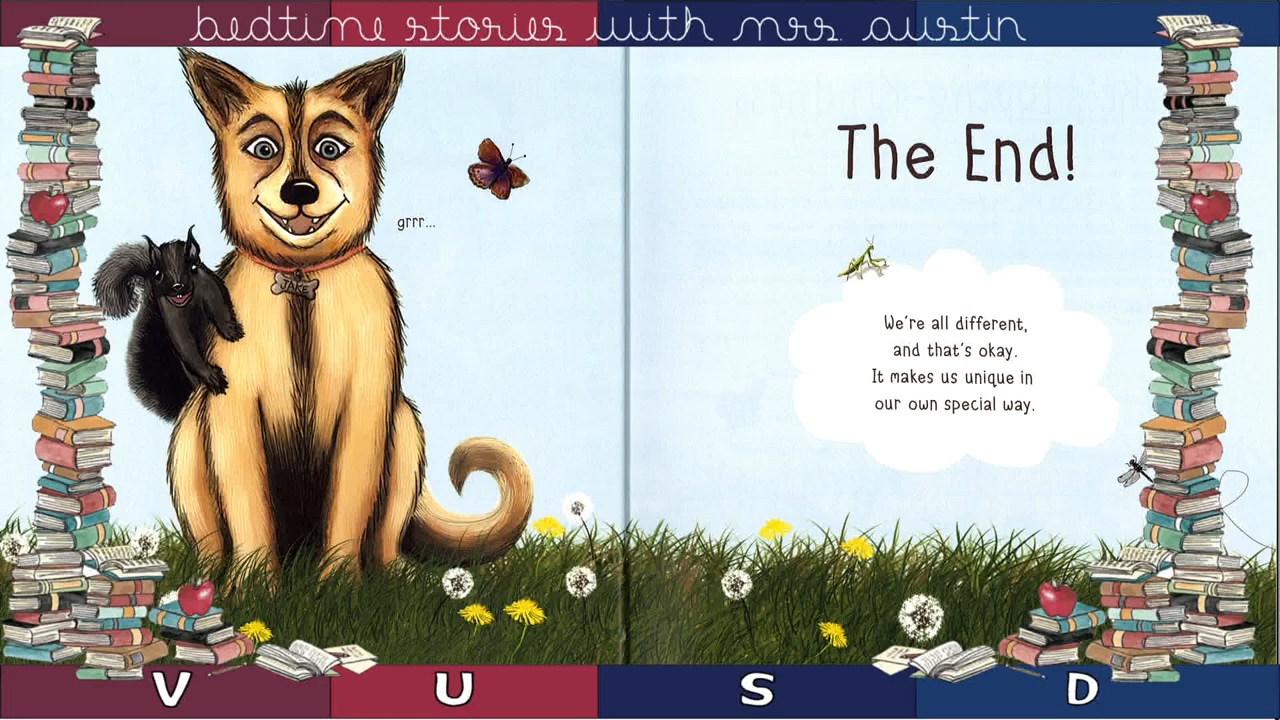 bedtime stories with mrs. austin
grrr...
JAKE
The End!
We're all different,
and that's okay.
It makes us unique in
our own special way.
V U S D